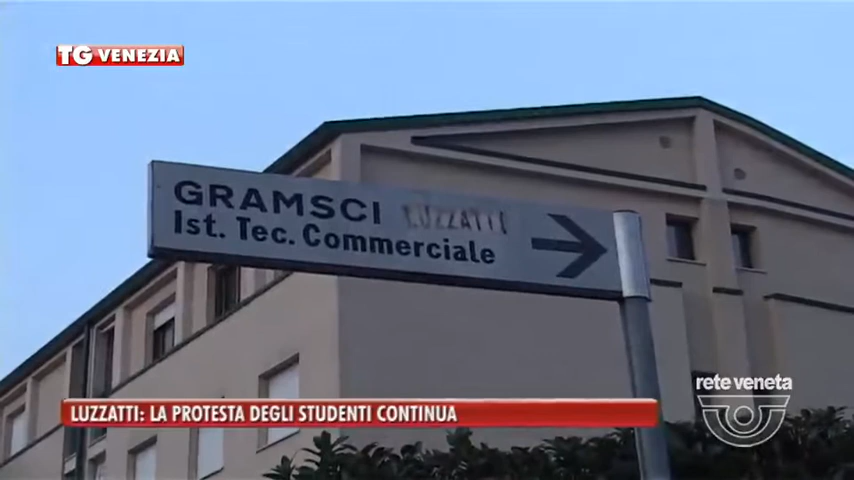 TG VENEZIA
GRAMSCI LUZZATTI
Ist. Tec. Commerciale
rete veneta
LUZZATTI: LA PROTESTA DEGLI STUDENTI CONTINUA